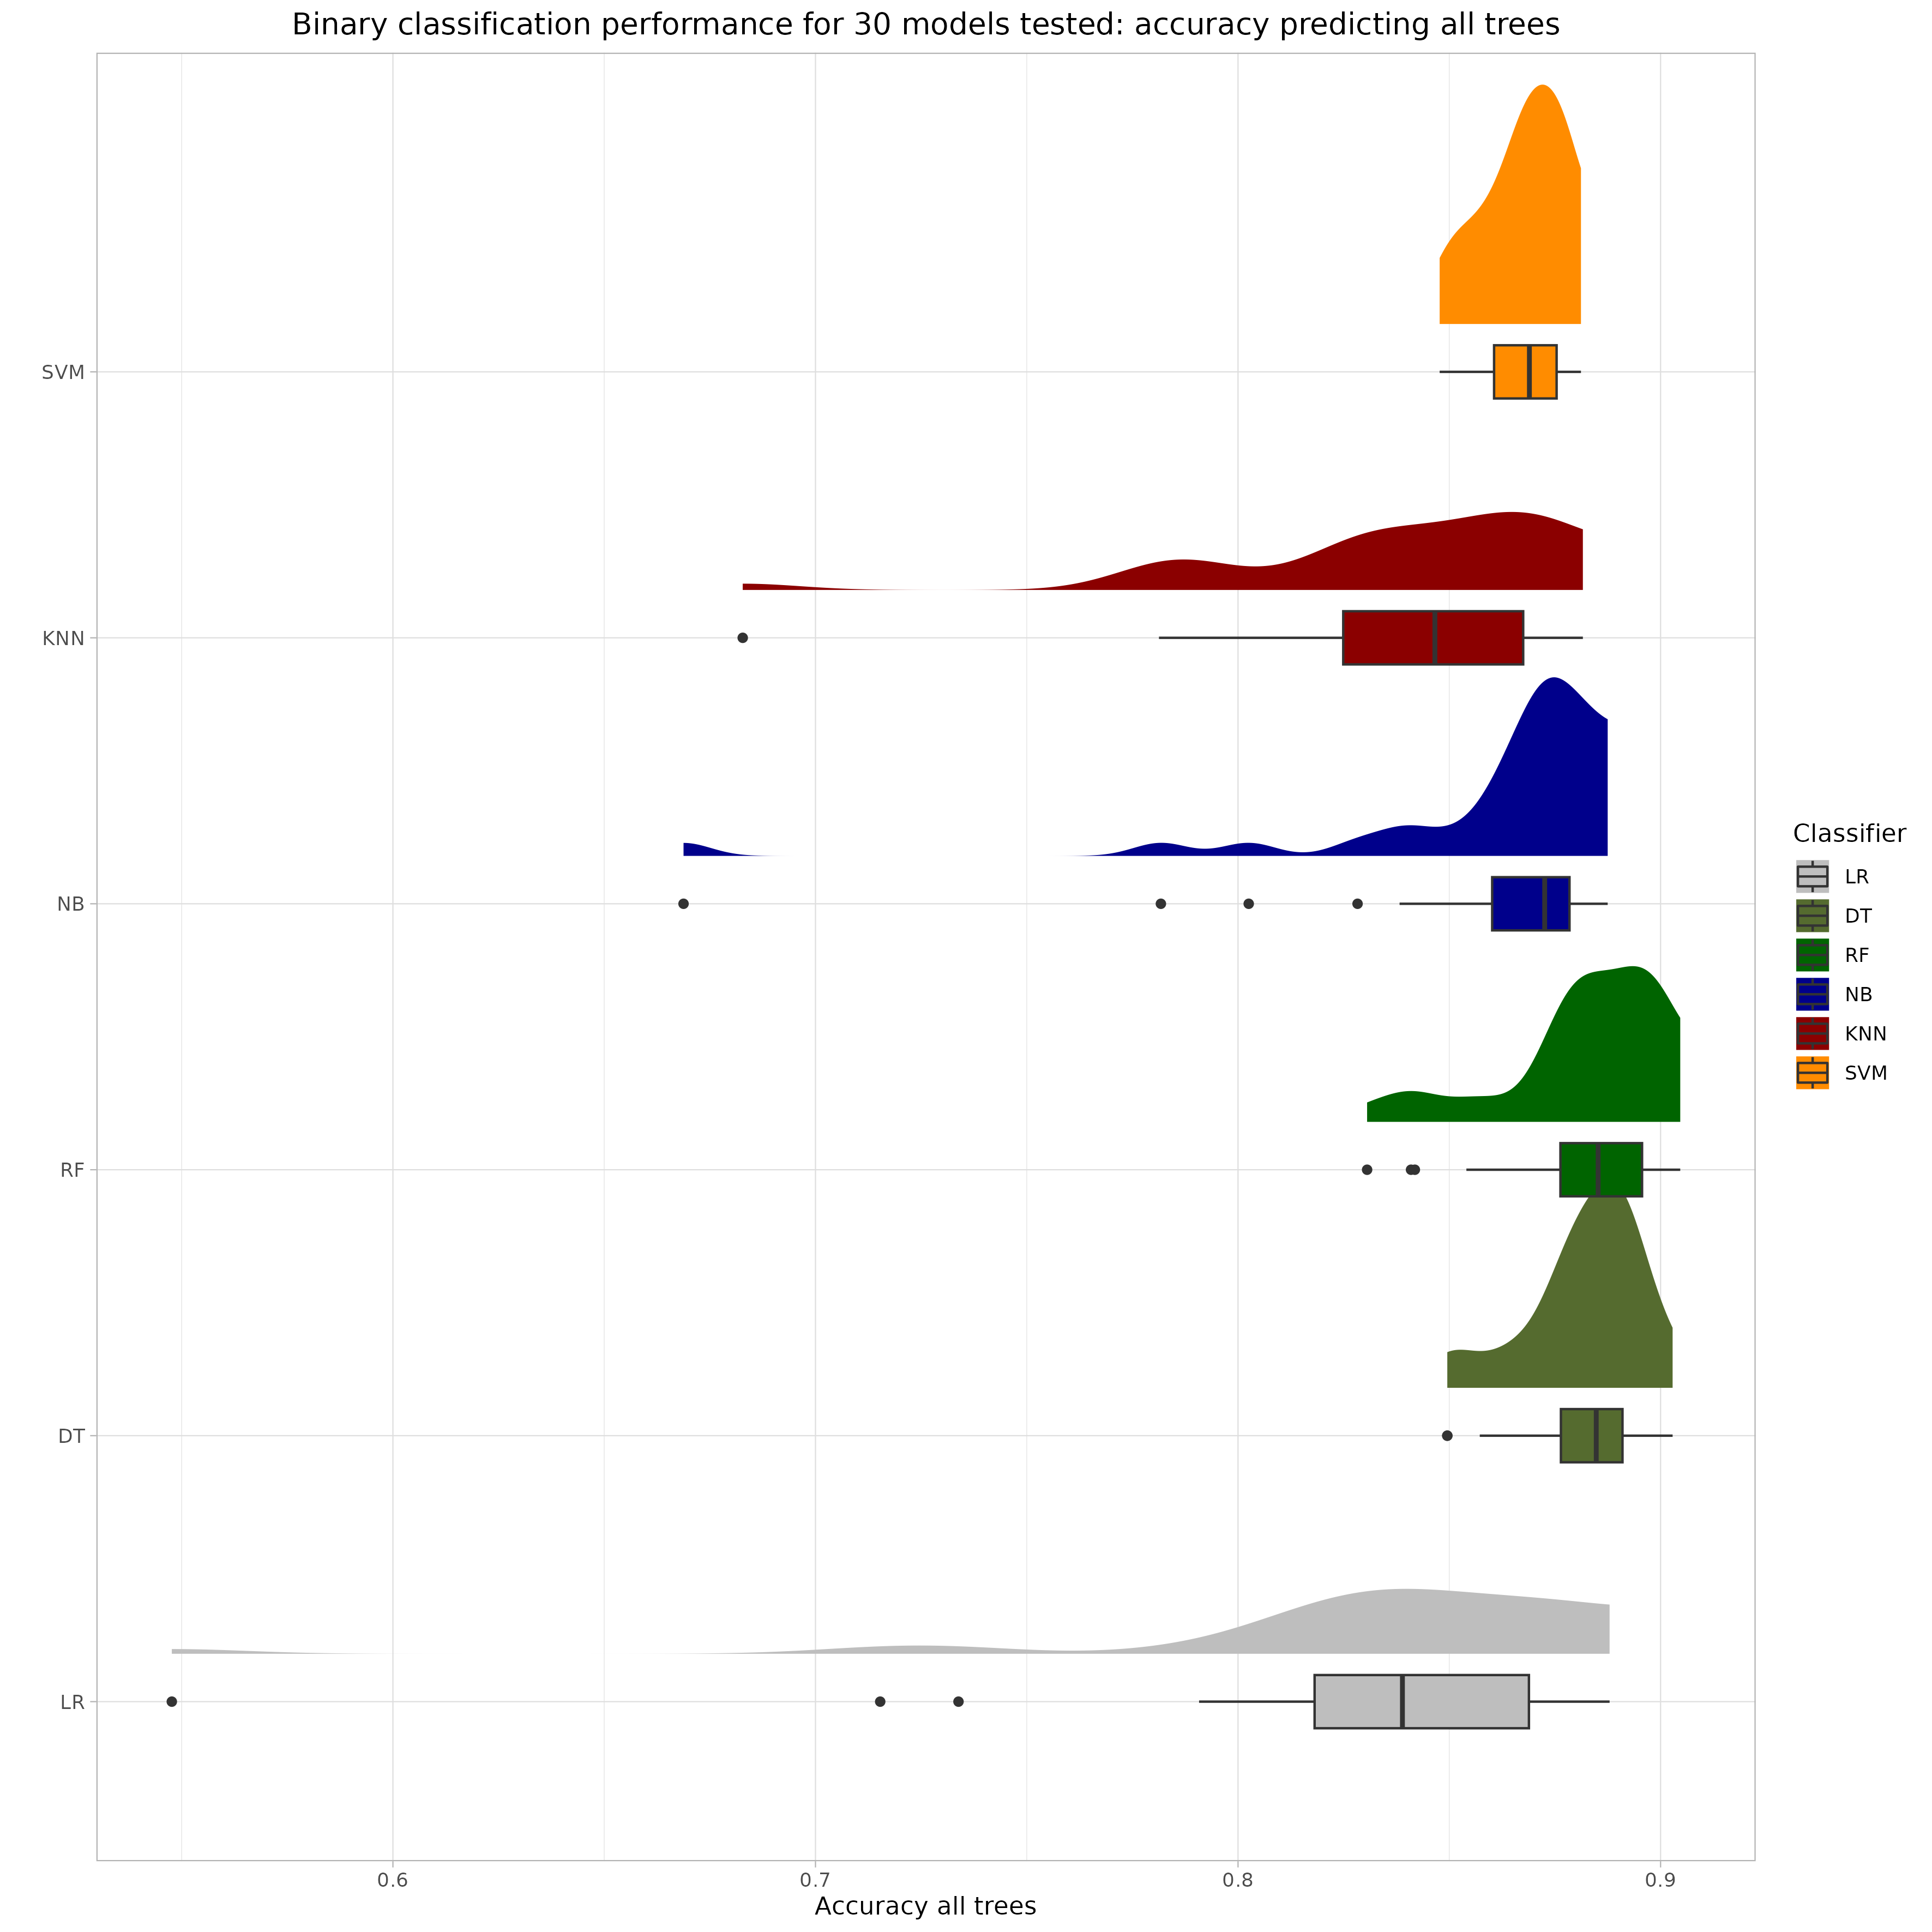 Binary classification performance for 30 models tested: accuracy predicting all trees
SVM
KNN
NB
RF
DT
LR
0.6
0.7
0.8
0.9
Accuracy all trees
Classifier
LR
DT
RF
NB
KNN
SVM